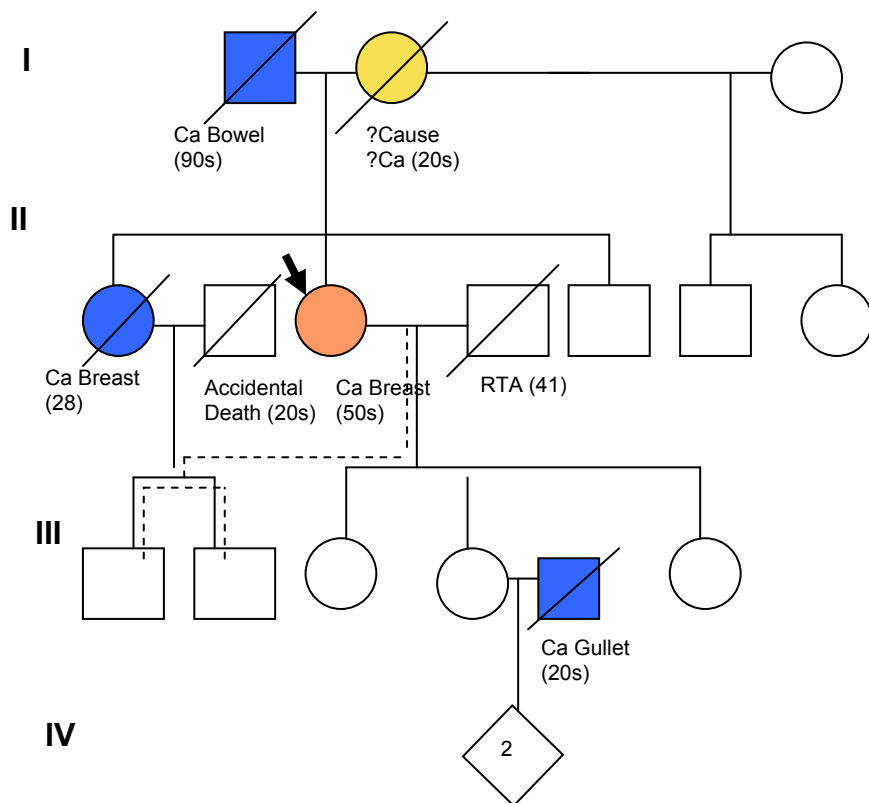 I
Ca Bowel
(90s)
?Cause
?Ca (20s)
II
Ca Breast
(28)
Accidental
Death (20s)
Ca Breast
(50s)
RTA (41)
III
Ca Gullet
(20s)
IV
2